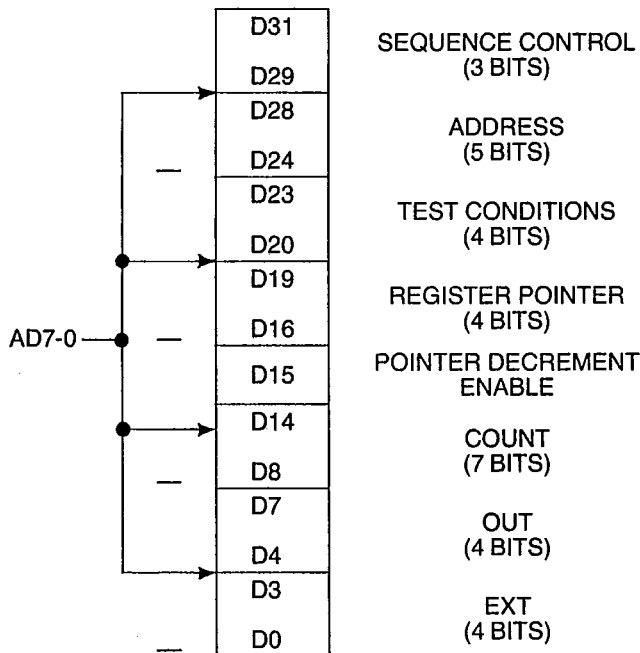 D31
SEQUENCE CONTROL
(3 BITS)
D29
D28
ADDRESS
(5 BITS)
D24
D23
TEST CONDITIONS
(4 BITS)
D20
D19
REGISTER POINTER
(4 BITS)
AD7-0
D16
POINTER DECREMENT
ENABLE
D15
D14
COUNT
(7 BITS)
D8
D7
OUT
(4 BITS)
D4
D3
EXT
(4 BITS)
D0